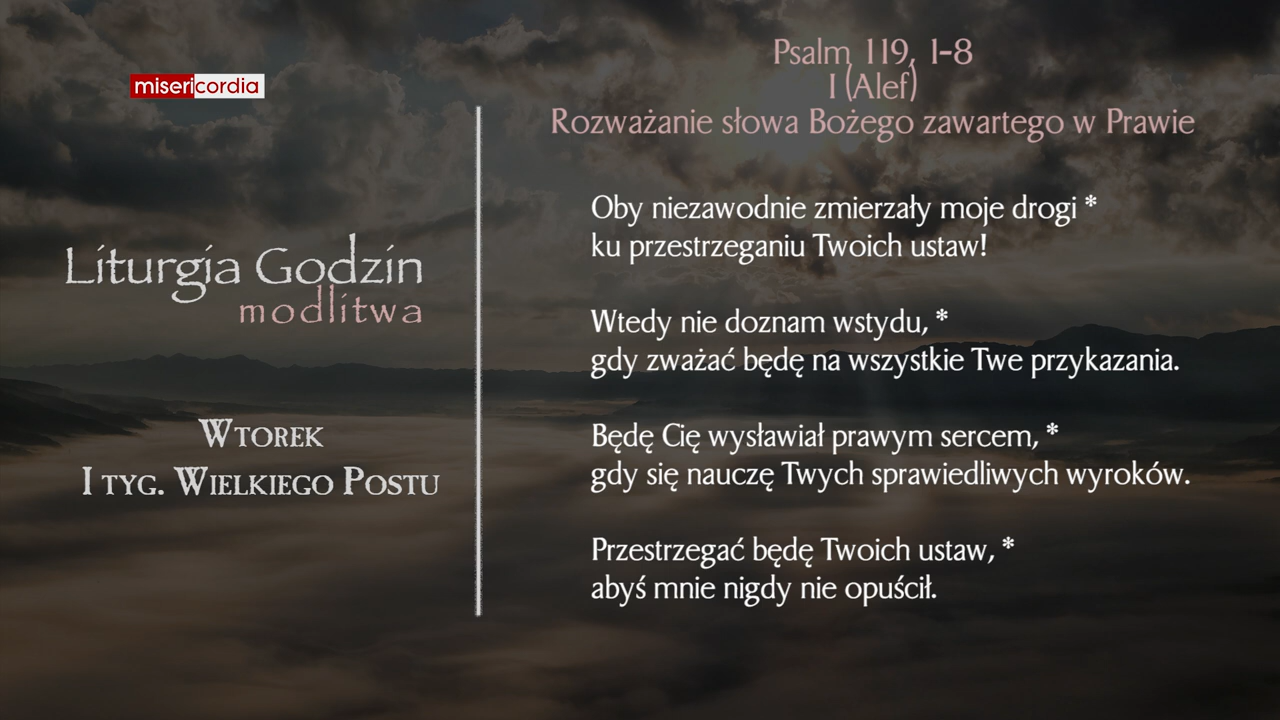 misericordia
Liturgia Godzin
modlitwa
Wtorek
I tyg. Wielkiego Postu
Psalm 119, 1-8
I (Alef)
Rozważanie słowa Bożego zawartego w Prawie
Oby niezawodnie zmierzały moje drogi *
ku przestrzeganiu Twoich ustaw!
Wtedy nie doznam wstydu, *
gdy zważać będę na wszystkie Twe przykazania.
Będę Cię wysławiał prawym sercem, *
gdy się nauczę Twych sprawiedliwych wyroków.
Przestrzegać będę Twoich ustaw, *
abyś mnie nigdy nie opuścił.